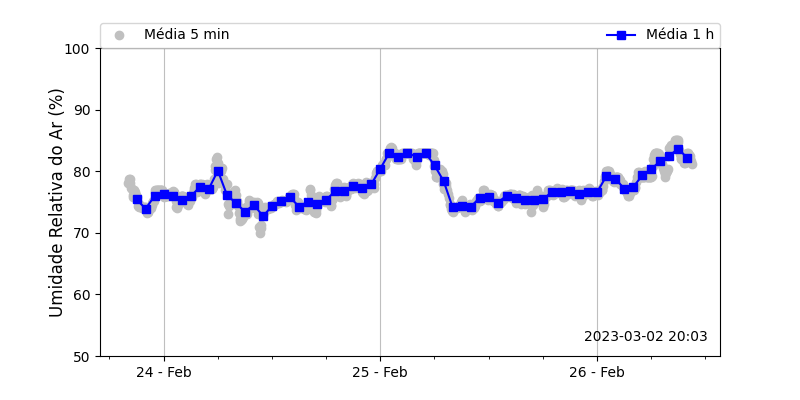 Média 5 min
Média 1 h
Umidade Relativa do Ar (%)
100
90
80
70
60
50
2023-03-02 20:03
24 - Feb
25 - Feb
26 - Feb